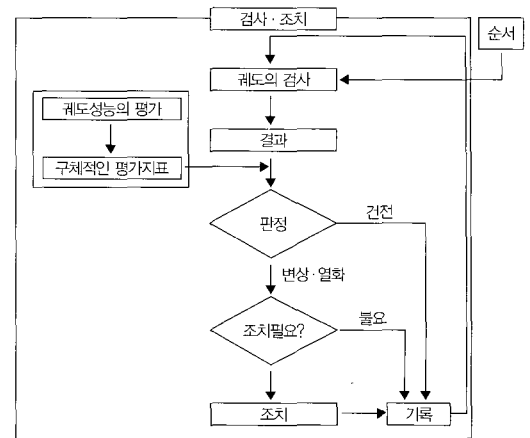 검사 · 조치
순서
궤도의 검사
궤도성능의 평가
결과
구체적인 평가지표
판정
건전
변상·열화
조치필요?
불요
조치
기록